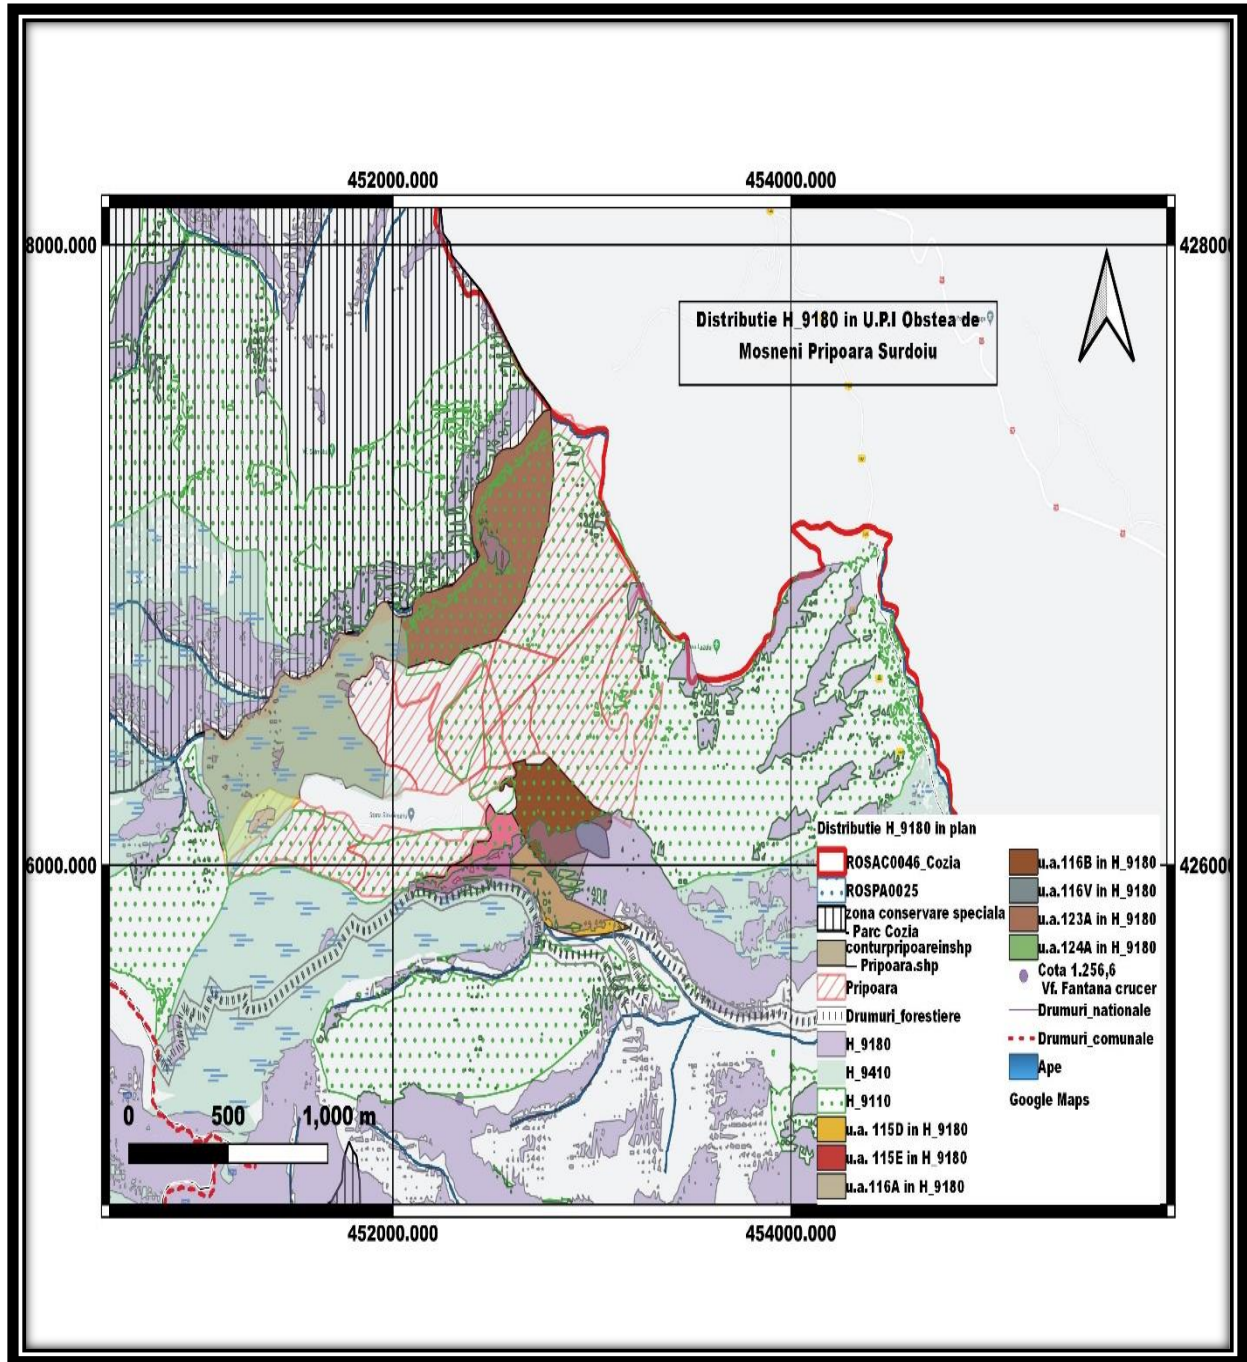 452000.000
454000.000
8000.000
428000
Distributie H_9180 in U.P.I Obstea de
Mosneni Pripoara Surdoiu
6000.000
426000
Distributie H_9180 in plan
ROSAC0046_Cozia
ROSPA0025
zona conservare speciala
- Parc Cozia
conturpripoareinshp
— Pripoara.shp
Pripoara
Drumuri_forestiere
H_9180
H_9410
H_9110
u.a. 115D in H_9180
u.a. 115E in H_9180
u.a.116A in H_9180
u.a.116B in H_9180
u.a.116V in H_9180
u.a.123A in H_9180
u.a.124A in H_9180
Cota 1.256,6
Vf. Fantana crucer
Drumuri_nationale
Drumuri_comunale
Ape
Google Maps
0 500 1,000 m
452000.000
454000.000